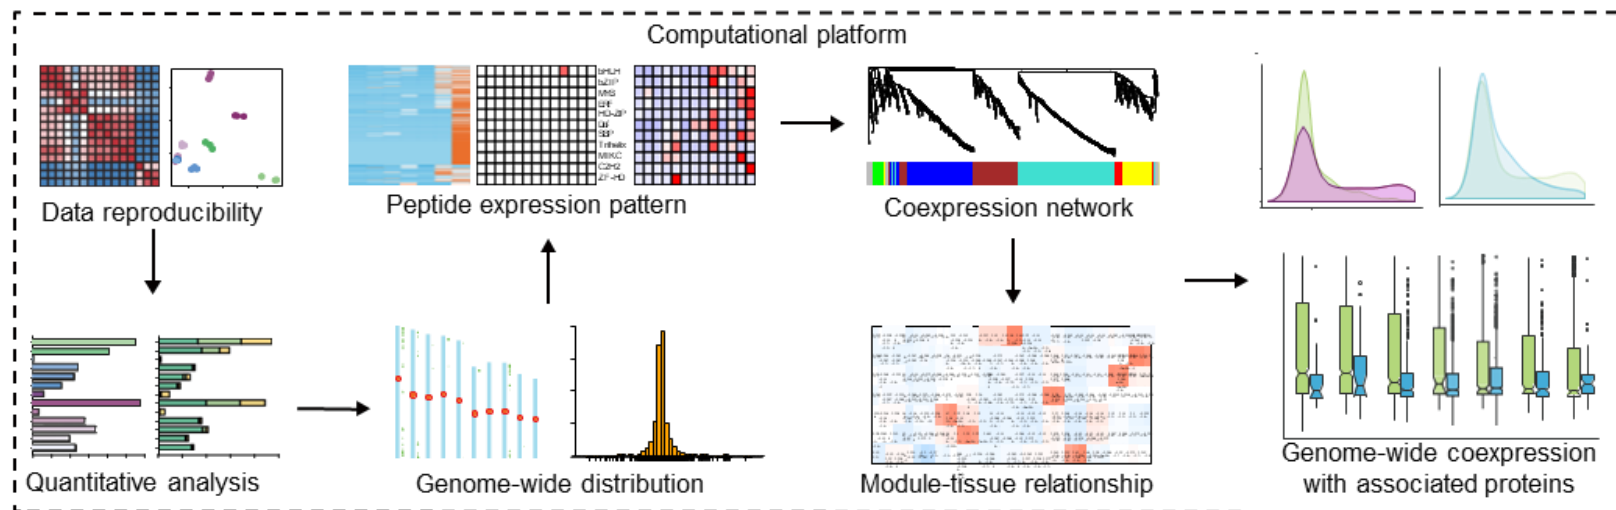 Computational platform
bHLH
bZIP
MYB
ERF
HD-ZIP
Dof
SBP
Trihelix
MIKC
C2H2
ZF-HD
Data reproducibility
Peptide expression pattern
Coexpression network
Quantitative analysis
Genome-wide distribution
Module-tissue relationship
Genome-wide coexpression
with associated proteins